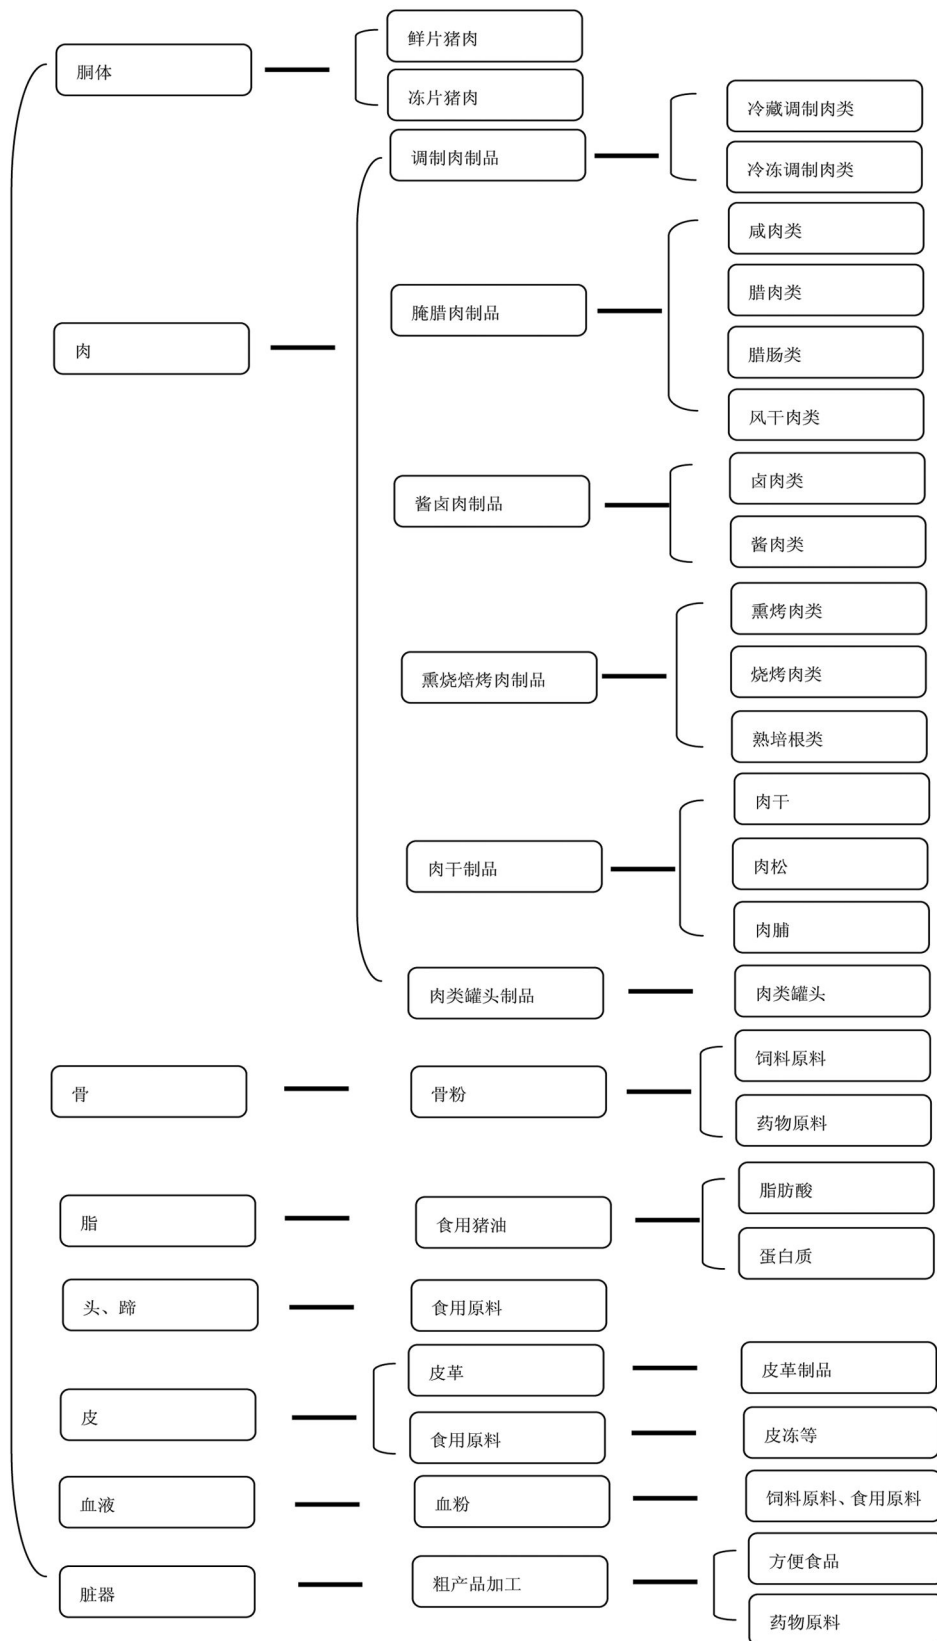 胴体
鲜片猪肉
冻片猪肉
肉
调制肉制品
冷藏调制肉类
冷冻调制肉类
腌腊肉制品
咸肉类
腊肉类
腊肠类
风干肉类
酱卤肉制品
卤肉类
酱肉类
熏烧焙烤肉制品
熏烤肉类
烧烤肉类
熟培根类
肉干制品
肉干
肉松
肉脯
肉类罐头制品
肉类罐头
骨
骨粉
饲料原料
药物原料
脂
食用猪油
脂肪酸
蛋白质
头、蹄
食用原料
皮
皮革
皮革制品
食用原料
皮冻等
血液
血粉
饲料原料、食用原料
脏器
粗产品加工
方便食品
药物原料